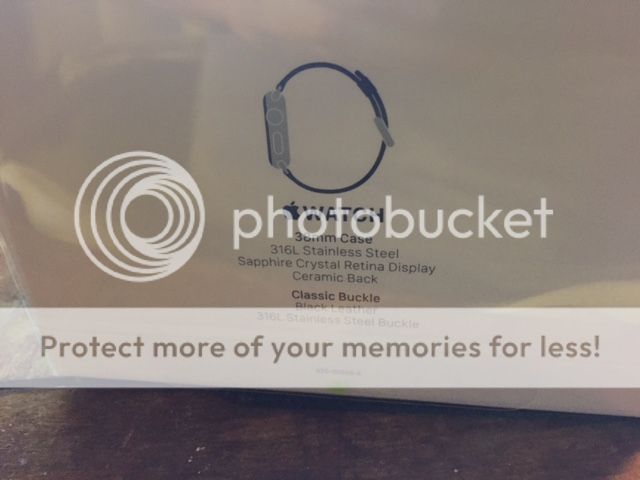 WATCH
photobucket
38mm Case
316L Stainless Steel
Sapphire Crystal Retina Display
Ceramic Back
Classic Buckle
Black Leather
316L Stainless Steel Buckle
Protect more of your memories for less!